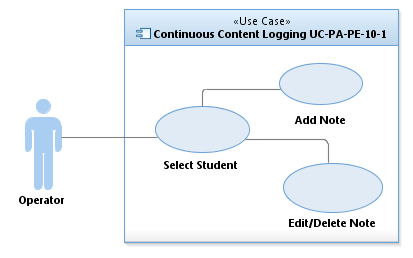 «Use Case»
Continuous Content Logging UC-PA-PE-10-1
Add Note
Select Student
Operator
Edit/Delete Note